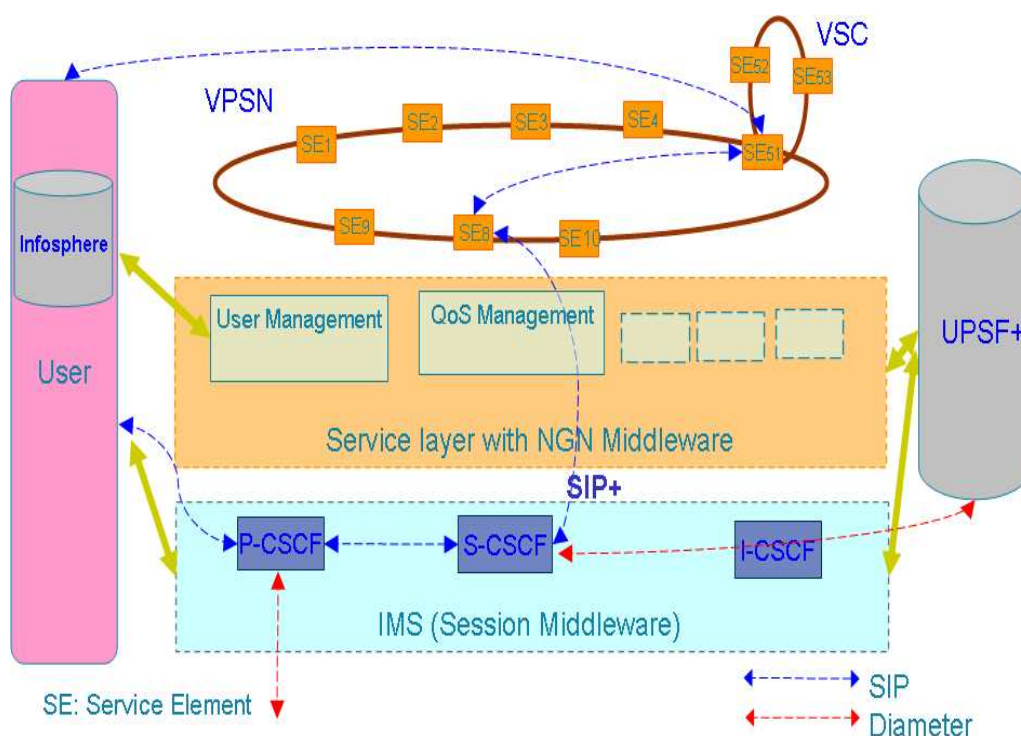 VSC
SE52
SE53
VPSN
SE1
SE2
SE3
SE4
SE51
SE9
SE8
SE10
Infosphere
User
User Management
QoS Management
UPSF+
Service layer with NGN Middleware
SIP+
P-CSCF
S-CSCF
I-CSCF
IMS (Session Middleware)
SE: Service Element
SIP
Diameter